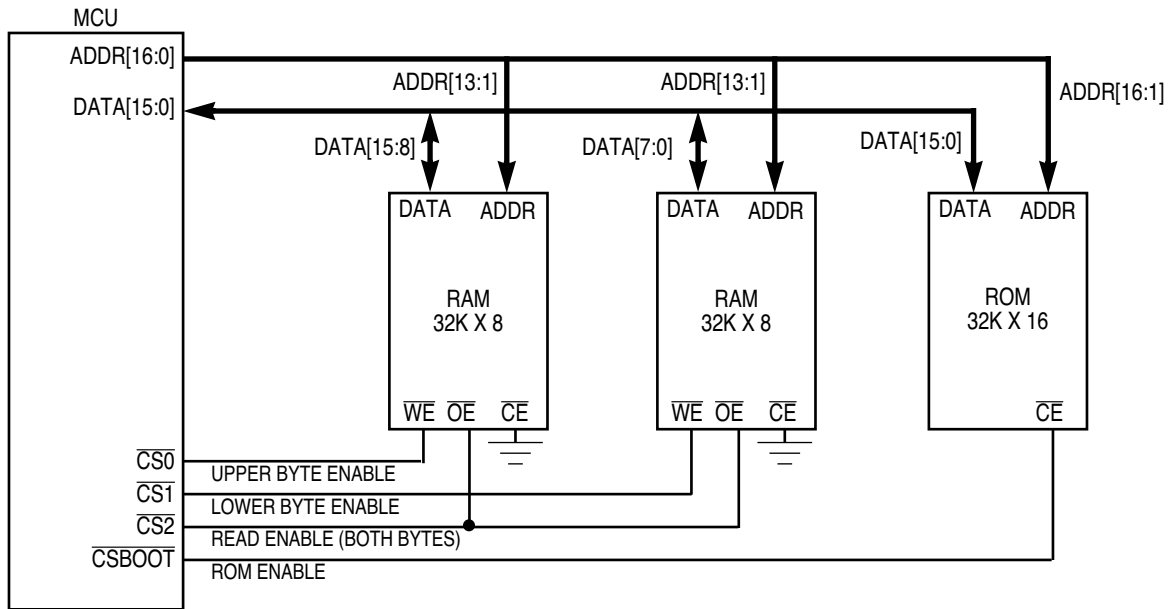 MCU
ADDR[16:0]
DATA[15:0]
ADDR[13:1]
ADDR[13:1]
ADDR[16:1]
DATA[15:8]
DATA[7:0]
DATA[15:0]
DATA ADDR
RAM
32K X 8
WE OE CE
DATA ADDR
RAM
32K X 8
WE OE CE
DATA ADDR
ROM
32K X 16
CE
CS0
UPPER BYTE ENABLE
CS1
LOWER BYTE ENABLE
CS2
READ ENABLE (BOTH BYTES)
CSBOOT
ROM ENABLE